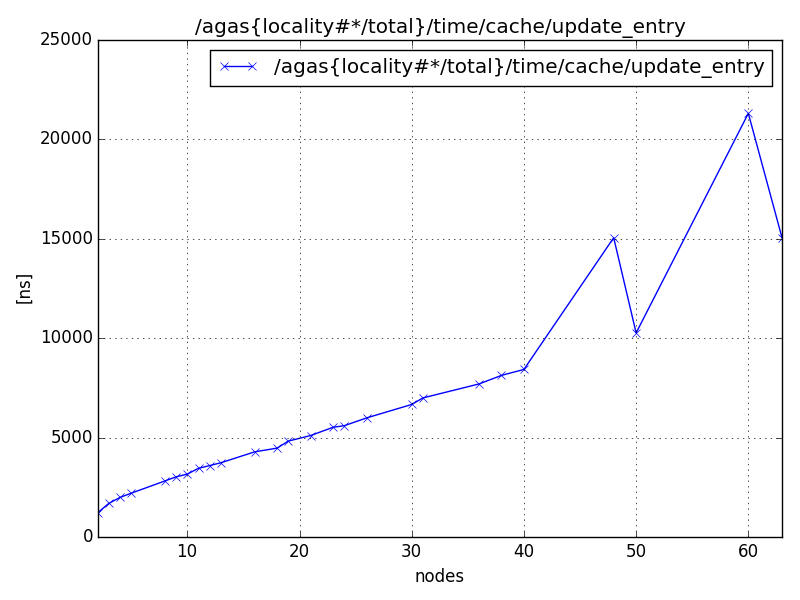 /agas{locality#*/total}/time/cache/update_entry
/agas{locality#*/total}/time/cache/update_entry
25000
20000
15000
10000
5000
0
[ns]
10 20 30 40 50 60
nodes